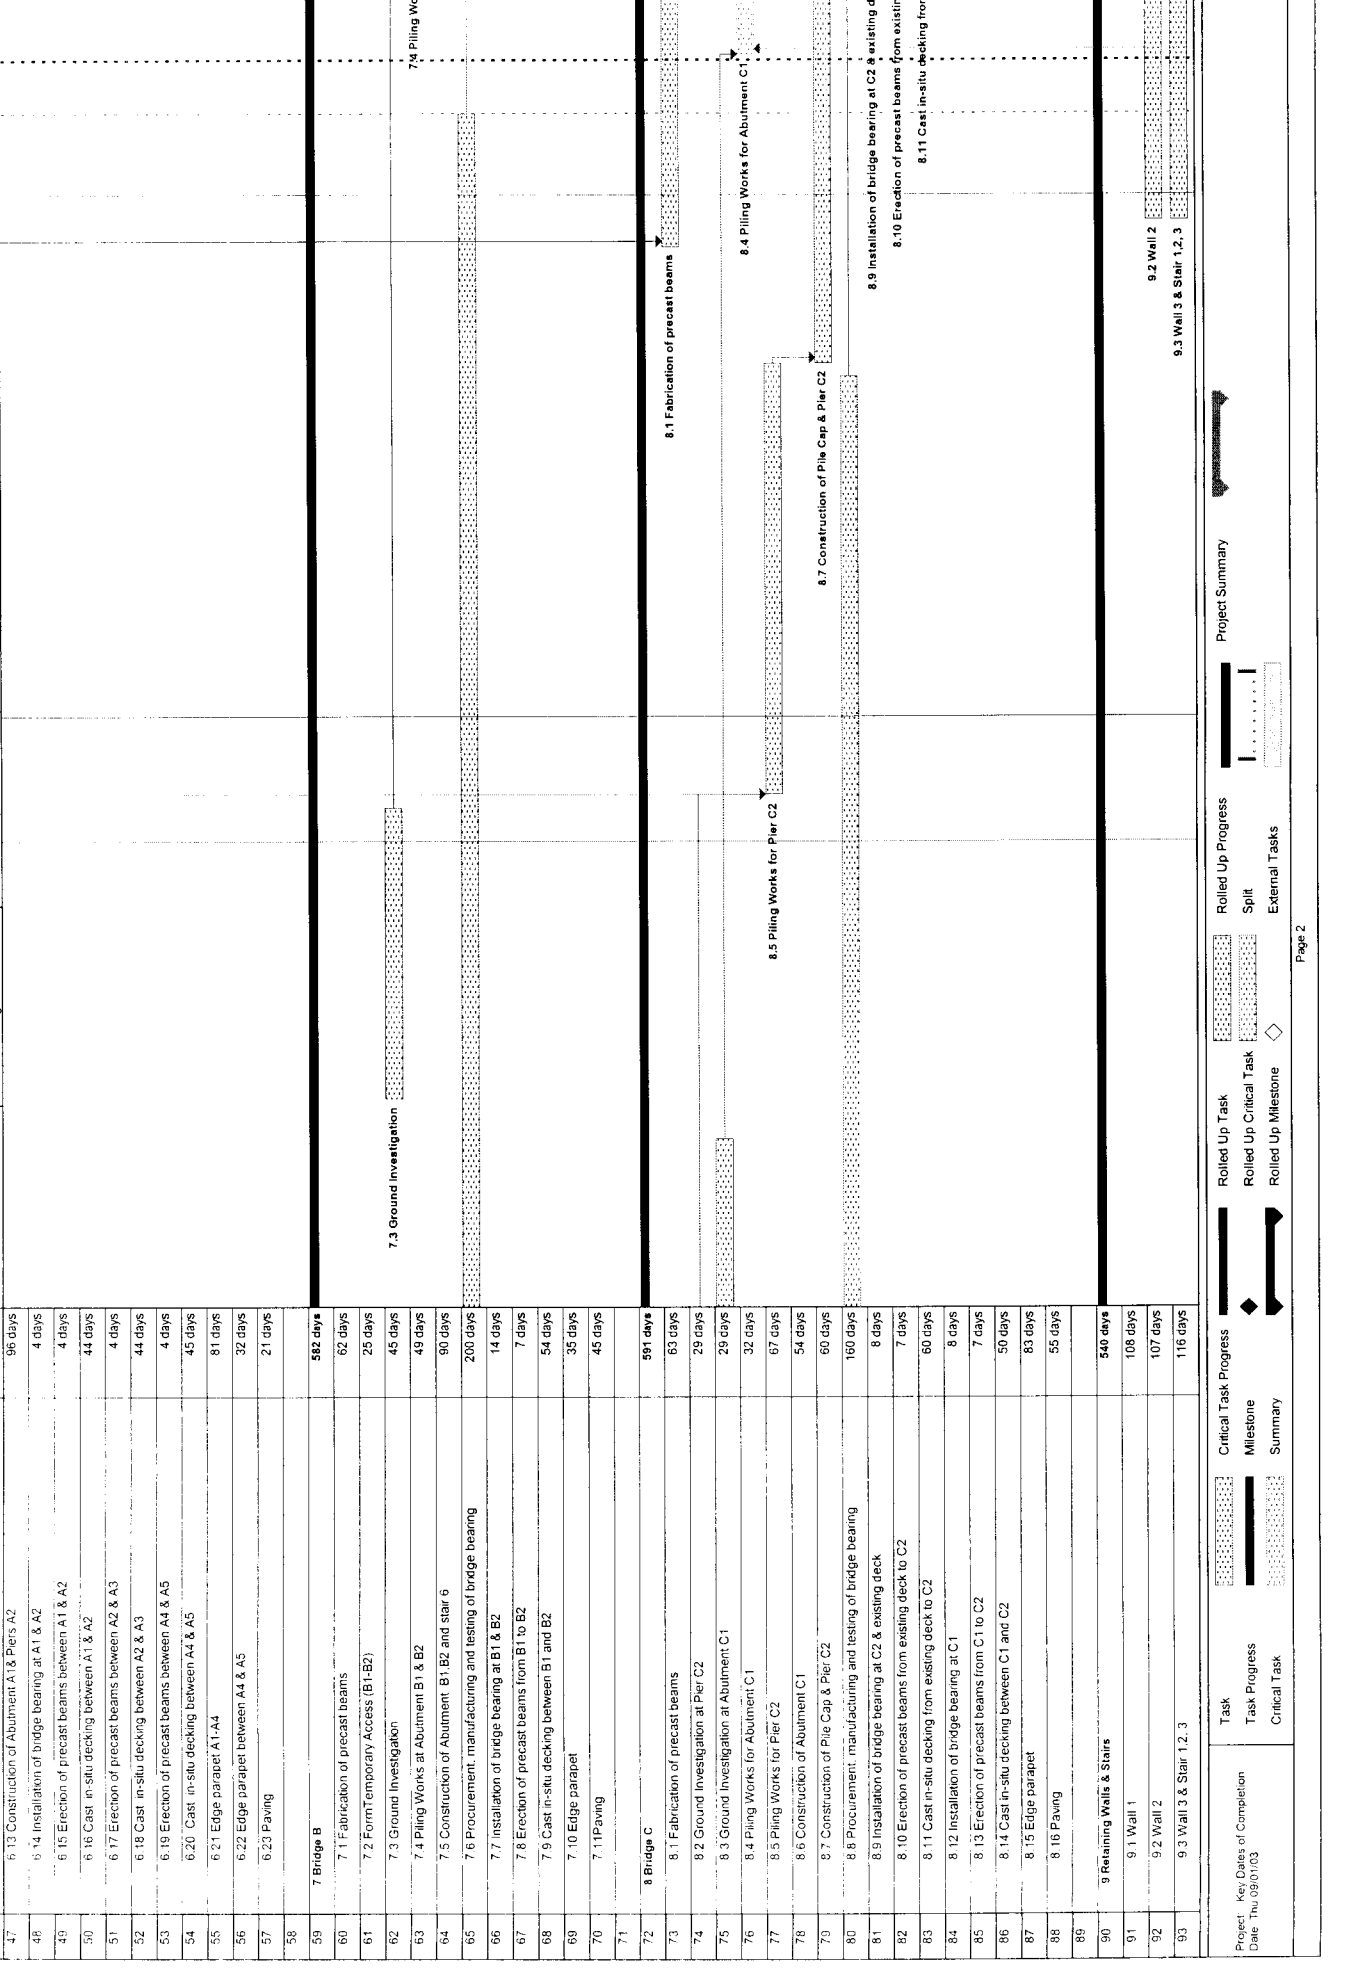 47 6.13 Construction of Abutment A1& Piers A2 96 days
48 6.14 Installation of bridge bearing at A1 & A2 4 days
49 6.15 Erection of precast beams between A1 & A2 4 days
50 6.16 Cast in-situ decking between A1 & A2 44 days
51 6.17 Erection of precast beams between A2 & A3 4 days
52 6.18 Cast in-situ decking between A2 & A3 44 days
53 6.19 Erection of precast beams between A4 & A5 4 days
54 6.20 Cast in-situ decking between A4 & A5 45 days
55 6.21 Edge parapet A1-A4 81 days
56 6.22 Edge parapet between A4 & A5 32 days
57 6.23 Paving 21 days
58
59 7 Bridge B 582 days
60 7.1 Fabrication of precast beams 62 days
61 7.2 FormTemporary Access (B1-B2) 25 days
62 7.3 Ground Investigation 45 days 7.3 Ground Investigation
63 7.4 Piling Works at Abutment B1 & B2 49 days 7.4 Piling Wo
64 7.5 Construction of Abutment B1,B2 and stair 6 90 days
65 7.6 Procurement, manufacturing and testing of bridge bearing 200 days
66 7.7 Installation of bridge bearing at B1 & B2 14 days
67 7.8 Erection of precast beams from B1 to B2 7 days
68 7.9 Cast in-situ decking between B1 and B2 54 days
69 7.10 Edge parapet 35 days
70 7.11Paving 45 days
71
72 8 Bridge C 591 days
73 8.1 Fabrication of precast beams 63 days 8.1 Fabrication of precast beams
74 8.2 Ground Investigation at Pier C2 29 days
75 8.3 Ground Investigation at Abutment C1 29 days
76 8.4 Piling Works for Abutment C1 32 days 8.4 Piling Works for Abutment C1
77 8.5 Piling Works for Pier C2 67 days 8.5 Piling Works for Pier C2
78 8.6 Construction of Abutment C1 54 days
79 8.7 Construction of Pile Cap & Pier C2 60 days 8.7 Construction of Pile Cap & Pier C2
80 8.8 Procurement, manufacturing and testing of bridge bearing 160 days
81 8.9 Installation of bridge bearing at C2 & existing deck 8 days 8.9 Installation of bridge bearing at C2 & existing d
82 8.10 Erection of precast beams from existing deck to C2 7 days 8.10 Erection of precast beams from existin
83 8.11 Cast in-situ decking from existing deck to C2 60 days 8.11 Cast in-situ decking fro
84 8.12 Installation of bridge bearing at C1 8 days
85 8.13 Erection of precast beams from C1 to C2 7 days
86 8.14 Cast in-situ decking between C1 and C2 50 days
87 8.15 Edge parapet 83 days
88 8.16 Paving 55 days
89
90 9 Retaining Walls & Stairs 540 days
91 9.1 Wall 1 108 days
92 9.2 Wall 2 107 days 9.2 Wall 2
93 9.3 Wall 3 & Stair 1,2, 3 116 days 9.3 Wall 3 & Stair 1,2, 3
Project: Key Dates of Completion
Date: Thu 09/01/03
Task Critical Task Progress Rolled Up Task Rolled Up Progress Project Summary
Task Progress Milestone Rolled Up Critical Task Split
Critical Task Summary Rolled Up Milestone External Tasks
Page 2